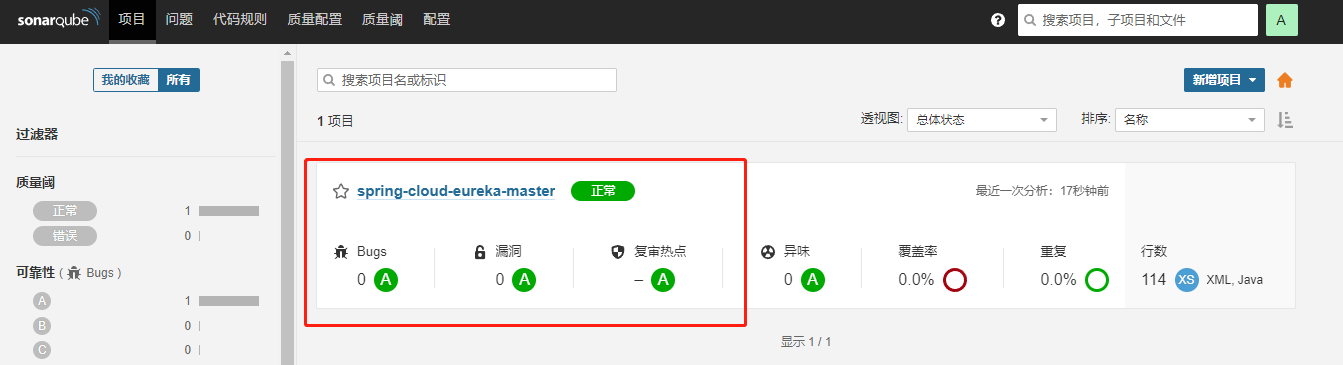 sonarqube 项目 问题 代码规则 质量配置 质量阈 配置 ? 搜索项目，子项目和文件 A
我的收藏 所有
过滤器
质量阈
正常 1
错误 0
可靠性 ( Bugs )
A 1
B 0
C 0
搜索项目名或标识 新增项目
1 项目 透视图: 总体状态 排序: 名称
spring-cloud-eureka-master 正常 最近一次分析：17秒钟前
Bugs 漏洞 复审热点 异味 覆盖率 重复 行数
0 A 0 A – A 0 A 0.0% 0.0% 114 XS XML, Java
显示 1 / 1